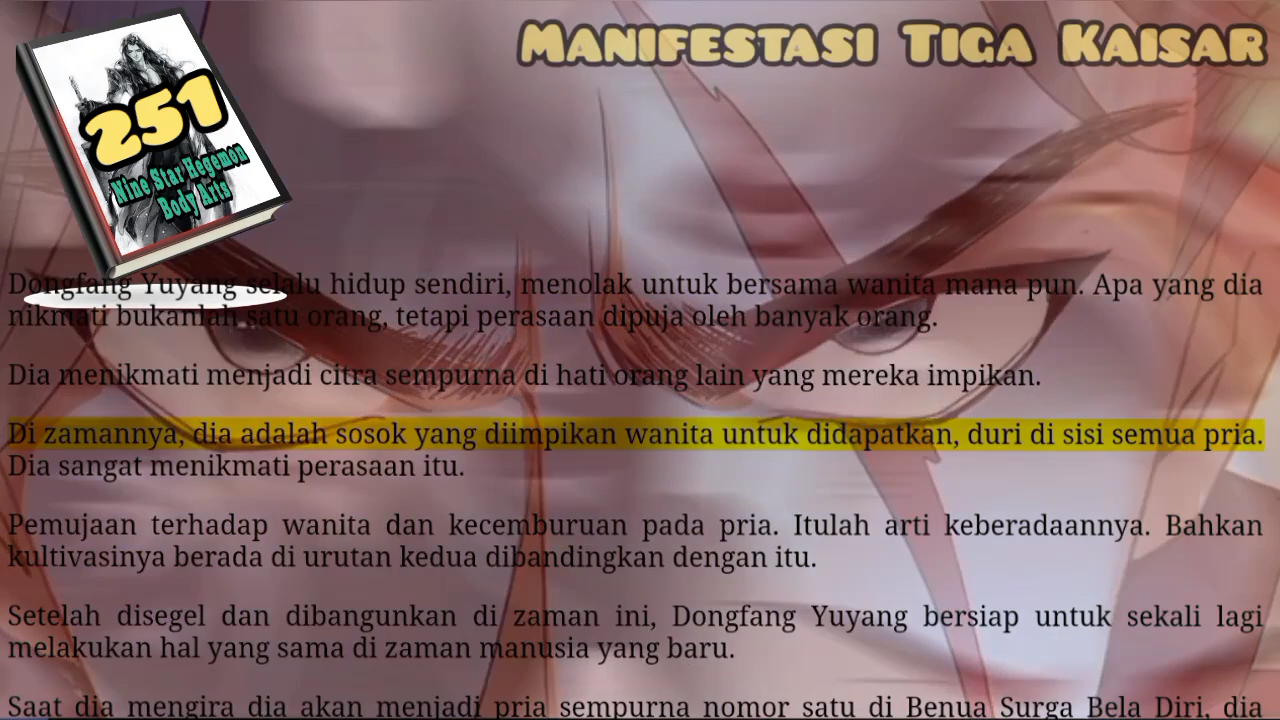 Manifestasi Tiga Kaisar
251
Nine Star Hegemon
Body Arts
Dongfang Yuyang selalu hidup sendiri, menolak untuk bersama wanita mana pun. Apa yang dia
nikmati bukanlah satu orang, tetapi perasaan dipuja oleh banyak orang.
Dia menikmati menjadi citra sempurna di hati orang lain yang mereka impikan.
Di zamannya, dia adalah sosok yang diimpikan wanita untuk didapatkan, duri di sisi semua pria.
Dia sangat menikmati perasaan itu.
Pemujaan terhadap wanita dan kecemburuan pada pria. Itulah arti keberadaannya. Bahkan
kultivasinya berada di urutan kedua dibandingkan dengan itu.
Setelah disegel dan dibangunkan di zaman ini, Dongfang Yuyang bersiap untuk sekali lagi
melakukan hal yang sama di zaman manusia yang baru.
Saat dia mengira dia akan menjadi pria sempurna nomor satu di Benua Surga Bela Diri, dia